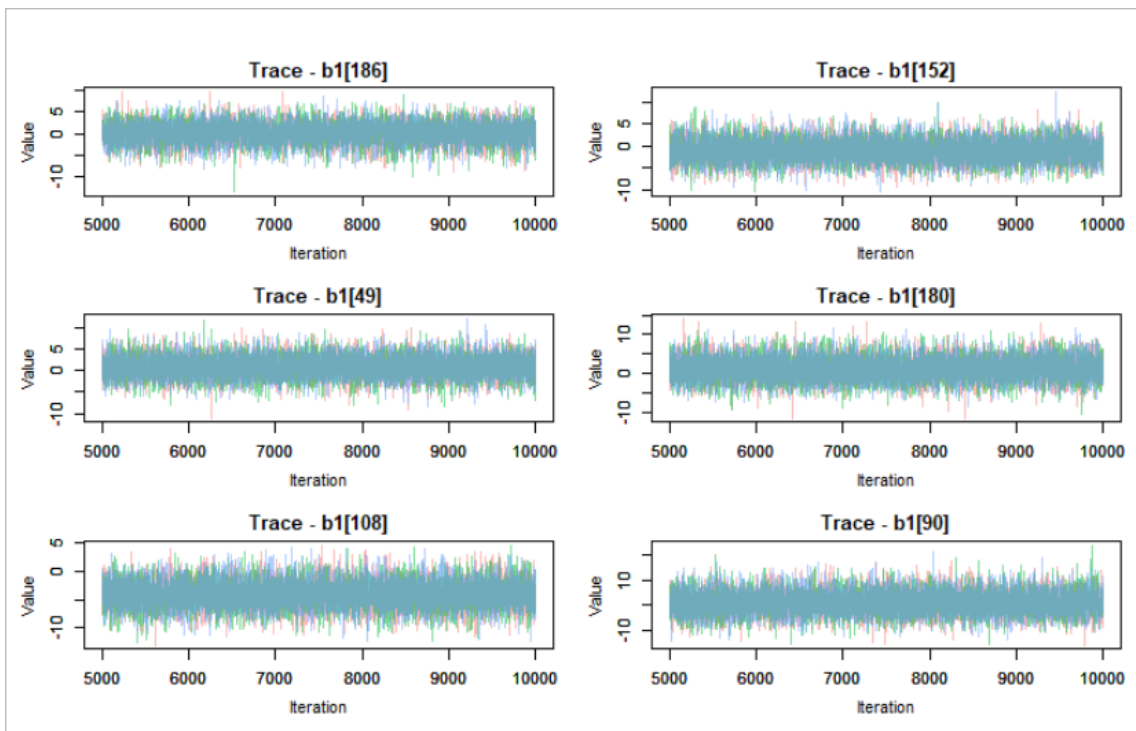 Trace - b1[186]
Value
5
0
-10
5000 6000 7000 8000 9000 10000
Iteration
Trace - b1[152]
Value
5
0
-10
5000 6000 7000 8000 9000 10000
Iteration
Trace - b1[49]
Value
5
0
-10
5000 6000 7000 8000 9000 10000
Iteration
Trace - b1[180]
Value
10
0
-10
5000 6000 7000 8000 9000 10000
Iteration
Trace - b1[108]
Value
5
0
-10
5000 6000 7000 8000 9000 10000
Iteration
Trace - b1[90]
Value
10
-10
5000 6000 7000 8000 9000 10000
Iteration